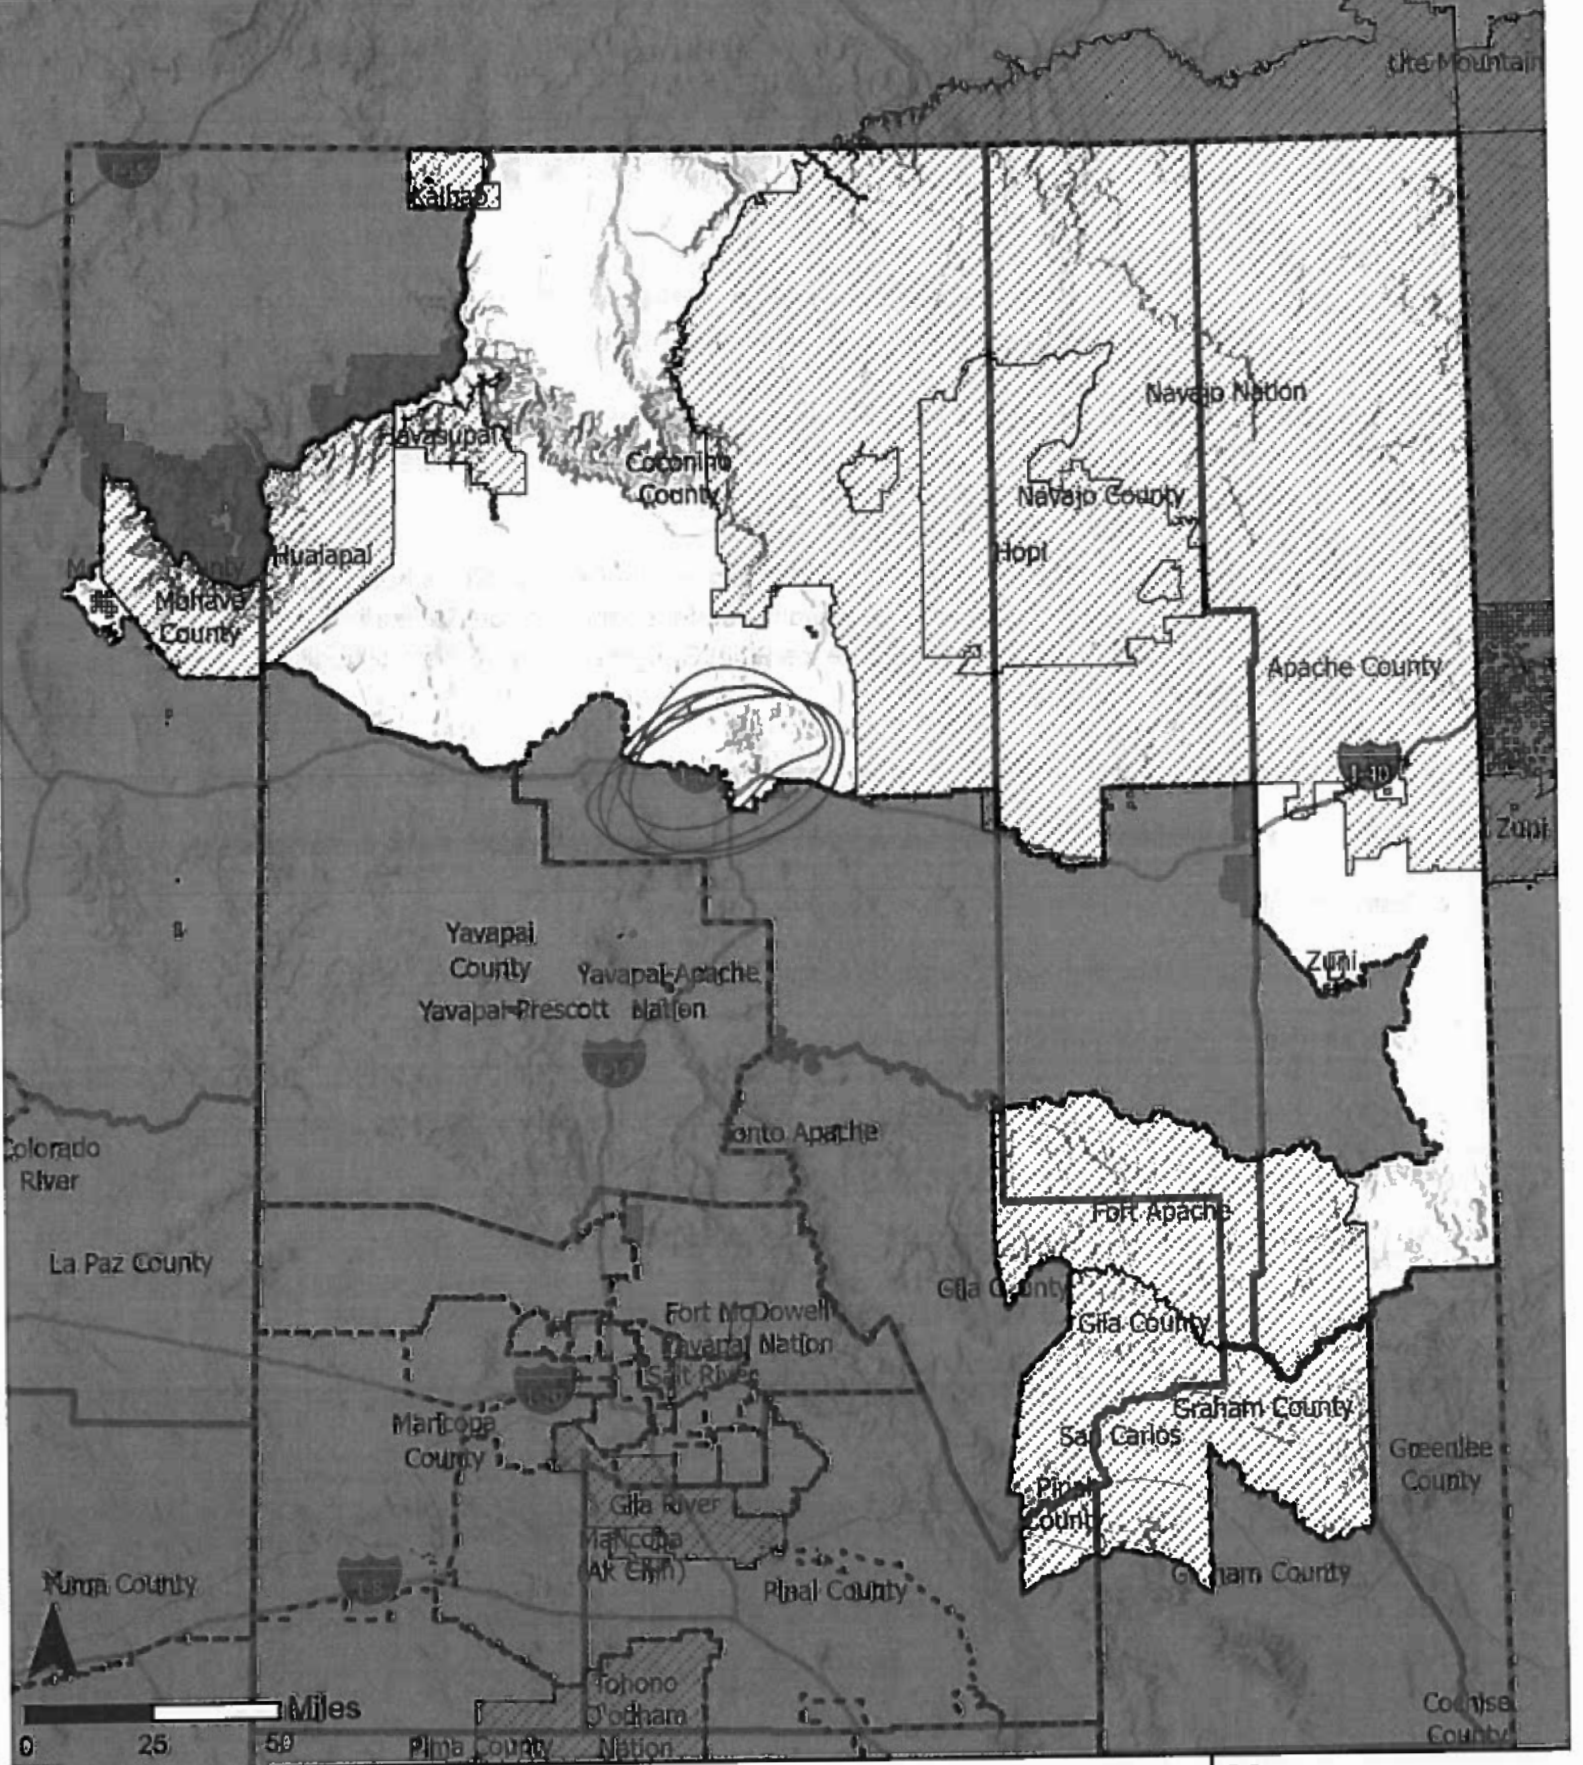 Ute Mountain
Kaibab
Navajo Nation
Havasupai
Coconino
County
Navajo County
Hopi
Hualapai
Mohave
County
Apache County
I-40
Zuni
Zuni
Yavapai
County
Yavapai-Apache
Nation
Yavapai-Prescott
Tonto Apache
Colorado
River
Fort Apache
La Paz County
Gila County
Gila County
Fort McDowell
Yavapai Nation
Salt River
Maricopa
County
Graham County
San Carlos
Greenlee
County
Pinal
County
Gila River
Maricopa
(Ak Chin)
Yuma County
Pinal County
Graham County
Tohono
O'odham
Nation
Miles
0 25 50
Pima County
Cochise
County